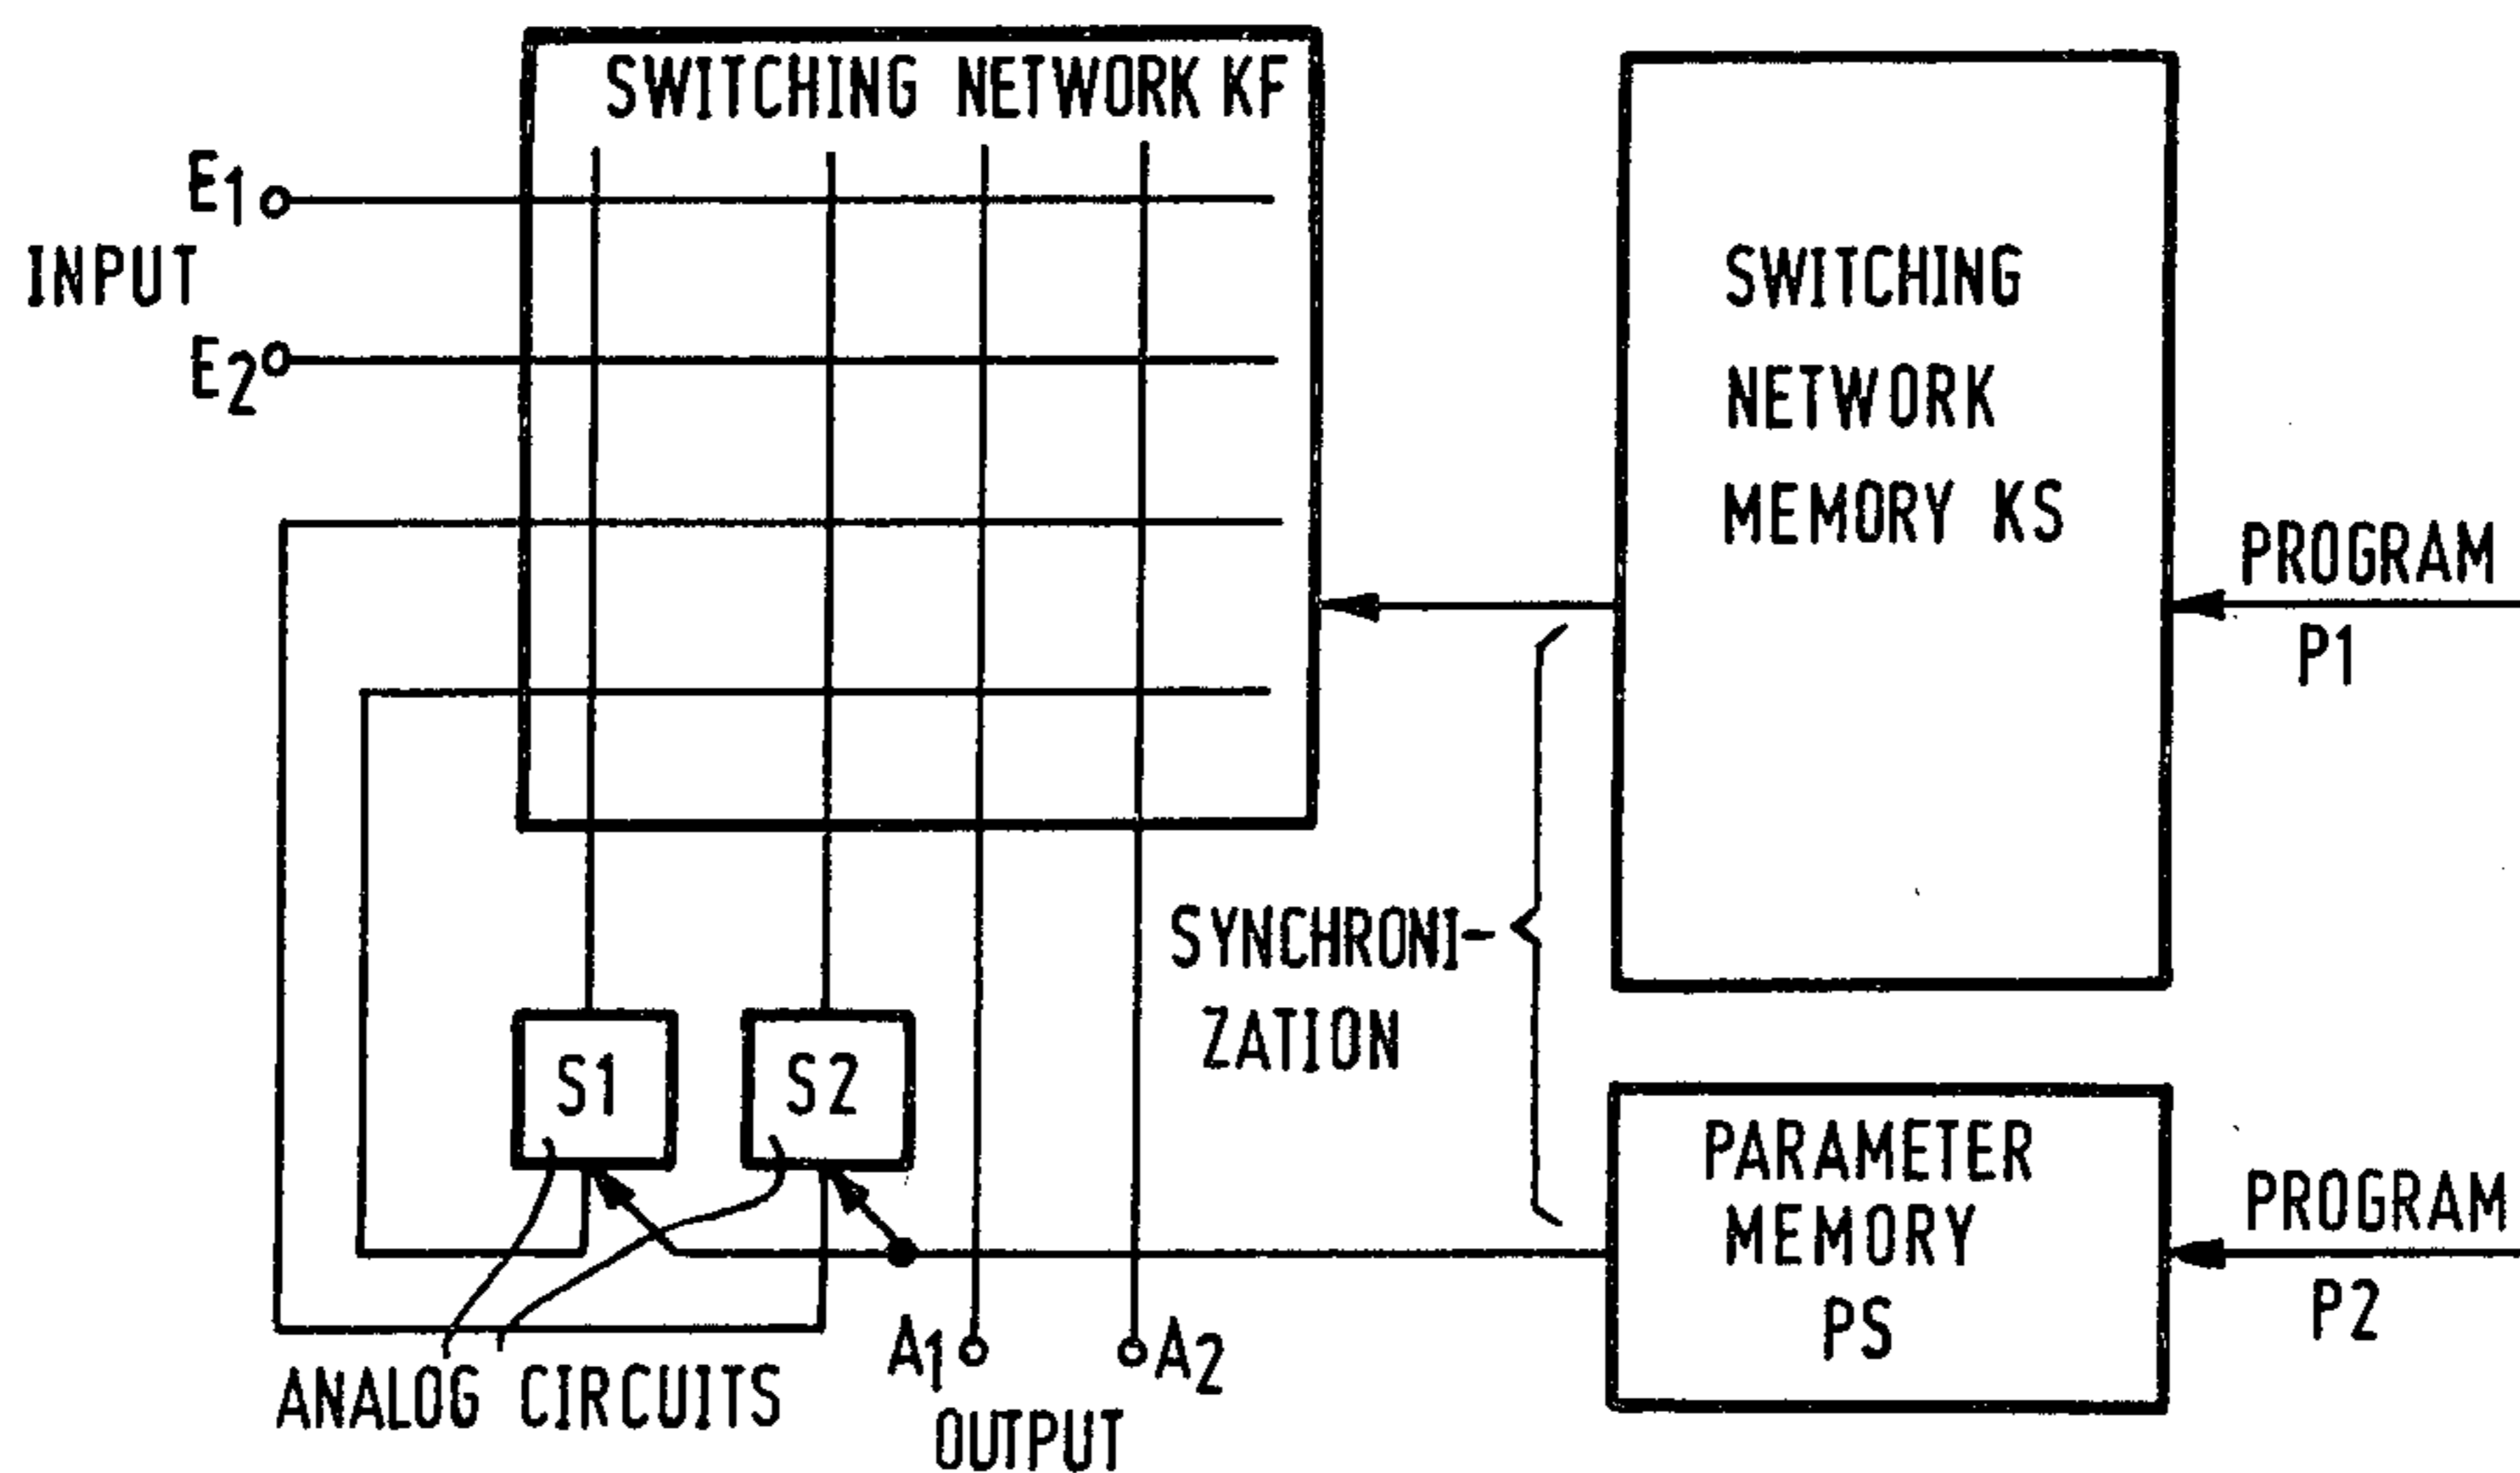 SWITCHING NETWORK KF
E1
INPUT
E2
SWITCHING
NETWORK
MEMORY KS
PROGRAM
P1
SYNCHRONI-
ZATION
S1
S2
PARAMETER
MEMORY
PS
PROGRAM
P2
A1
A2
ANALOG CIRCUITS
OUTPUT